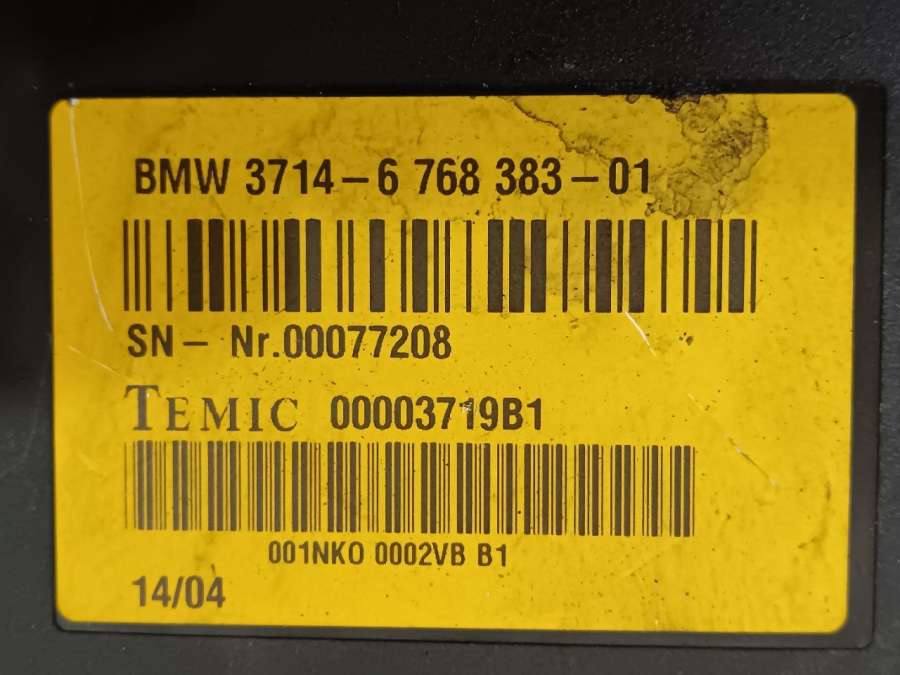 BMW 3714-6 768 383-01
SN- Nr.00077208
TEMIC 00003719B1
001NKO 0002VB B1
14/04